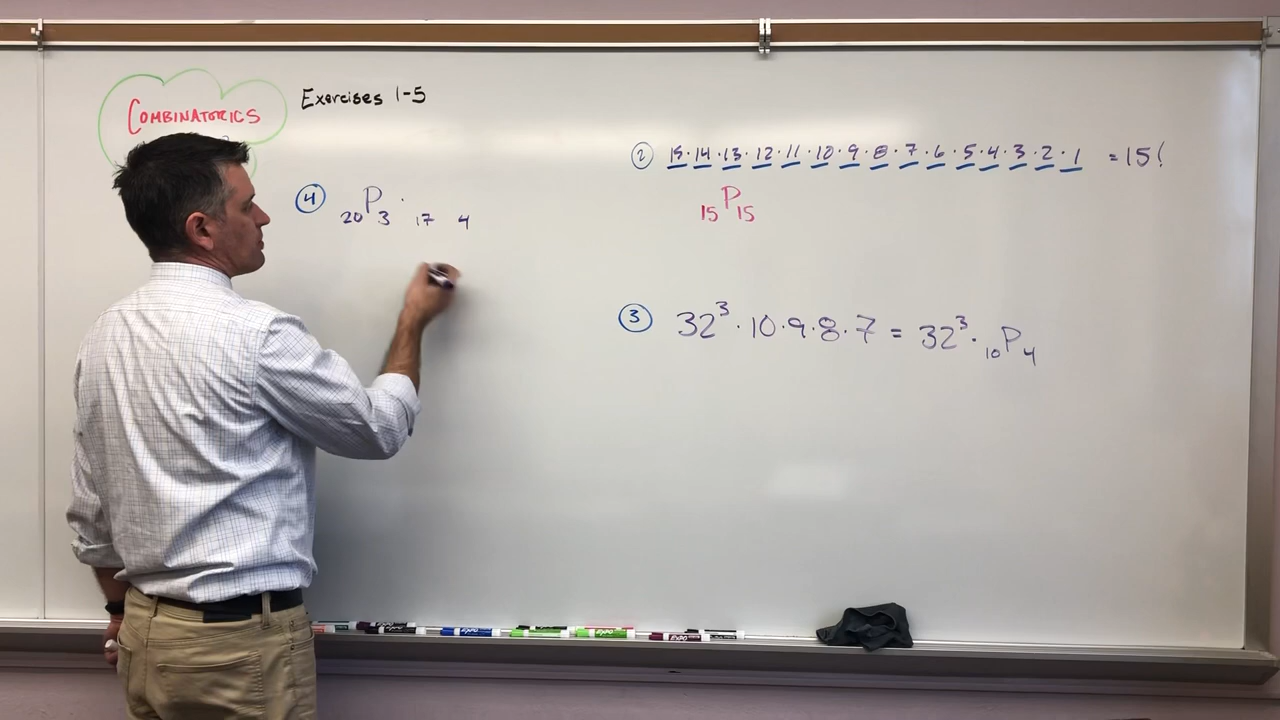 COMBINATORICS
Exercises 1-5
④ ₂₀P₃ · ₁₇ ₄
② 15·14·13·12·11·10·9·8·7·6·5·4·3·2·1 = 15!
₁₅P₁₅
③ 32³·10·9·8·7 = 32³·₁₀P₄